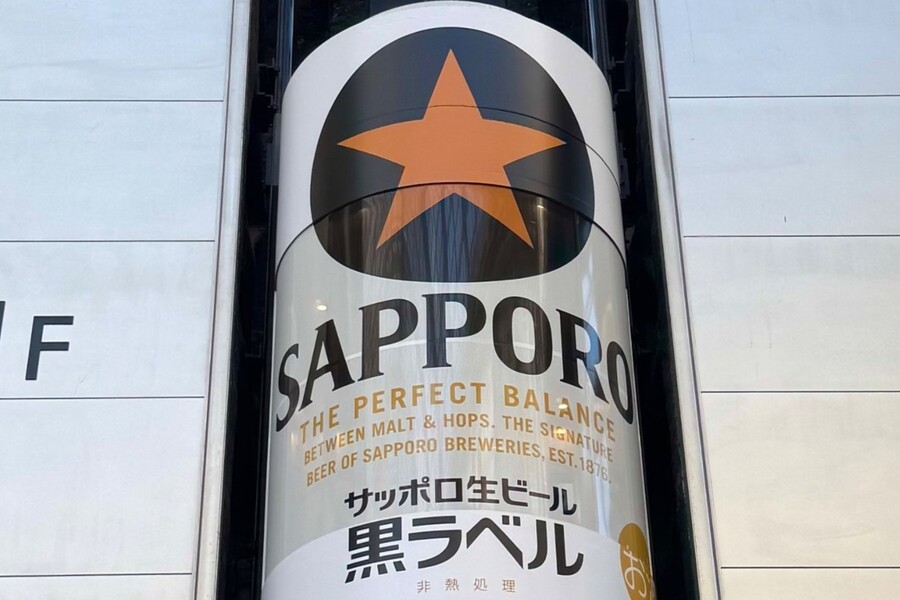 F
SAPPORO
THE PERFECT BALANCE
BETWEEN MALT & HOPS. THE SIGNATURE
BEER OF SAPPORO BREWERIES, EST.1876.
サッポロ生ビール
黒ラベル
非熱処理
お